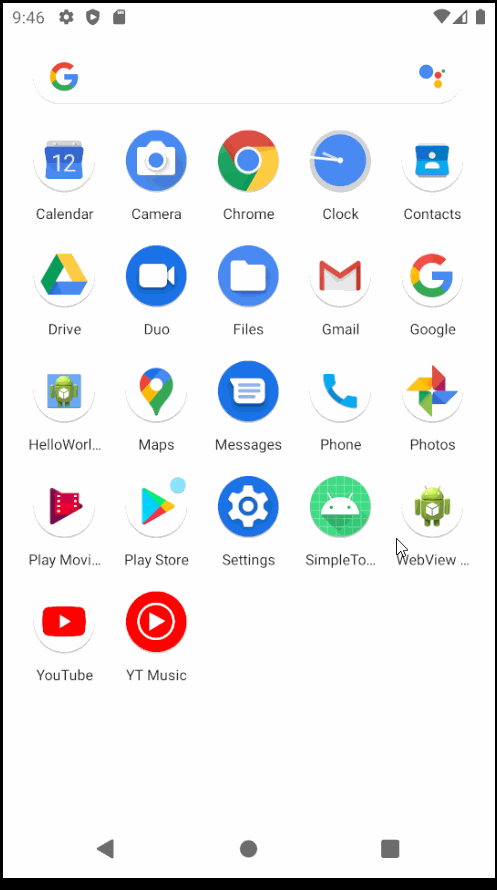 9:46
12
Calendar Camera Chrome Clock Contacts
Drive Duo Files Gmail Google
HelloWorl... Maps Messages Phone Photos
Play Movi... Play Store Settings SimpleTo... WebView ...
YouTube YT Music